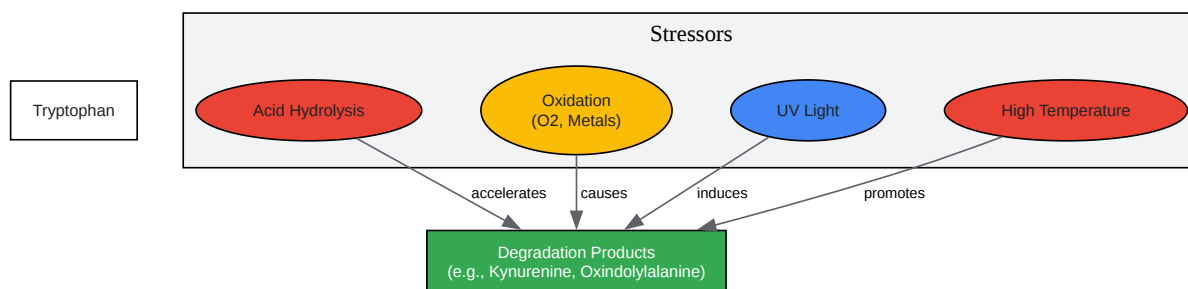 Stressors
Tryptophan
Acid Hydrolysis
Oxidation
(O2, Metals)
UV Light
High Temperature
accelerates
causes
induces
promotes
Degradation Products
(e.g., Kynurenine, Oxindolylalanine)